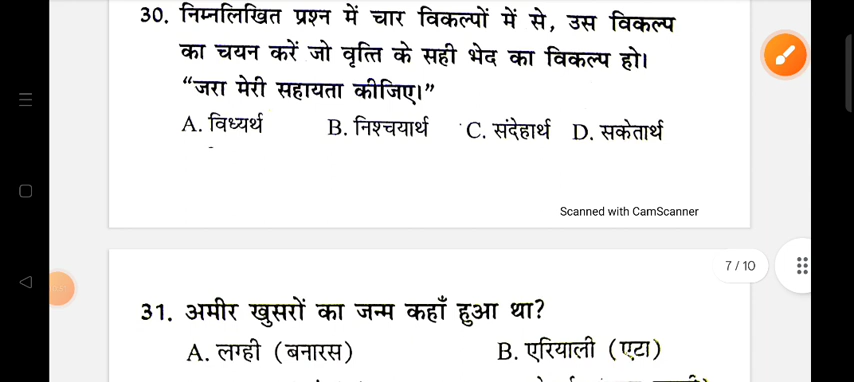 30. निम्नलिखित प्रश्न में चार विकल्पों में से, उस विकल्प
का चयन करें जो वृत्ति के सही भेद का विकल्प हो।
“जरा मेरी सहायता कीजिए।”
A. विध्यर्थ B. निश्चयार्थ C. संदेहार्थ D. सकेतार्थ
Scanned with CamScanner
7 / 10
31. अमीर खुसरों का जन्म कहाँ हुआ था?
A. लग्ही (बनारस) B. एरियाली (एटा)